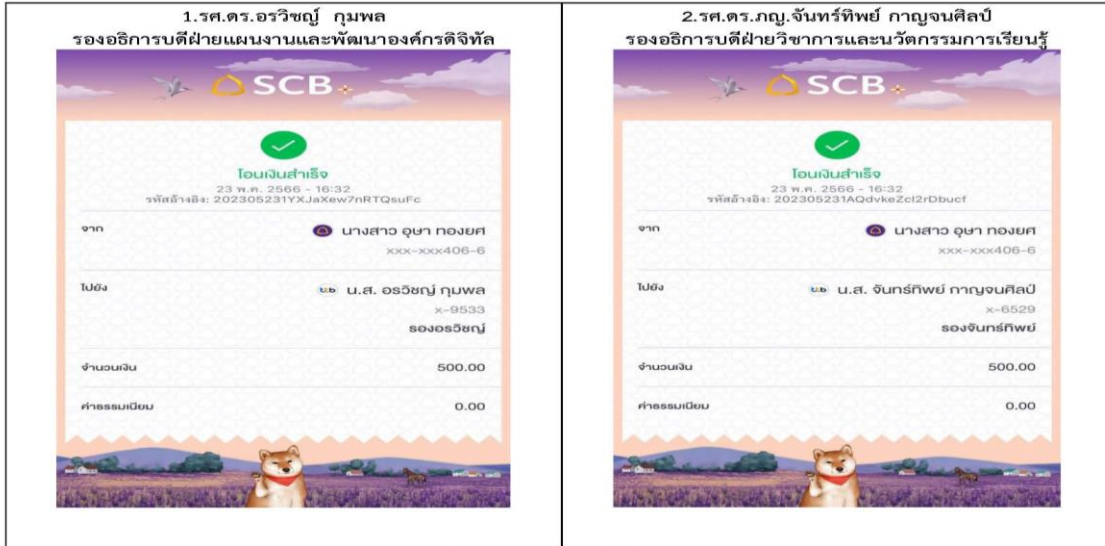 1.รศ.ดร.อรวิชญ์ กุมพล
รองอธิการบดีฝ่ายแผนงานและพัฒนาองค์กรดิจิทัล
SCB
โอนเงินสำเร็จ
23 พ.ค. 2566 - 16:32
รหัสอ้างอิง: 202305231YXJaXew7nRTQsuFc
จาก
นางสาว อุษา ทองยศ
xxx-xxx406-6
ไปยัง
ttb น.ส. อรวิชญ์ กุมพล
x-9533
รองอรวิชญ์
จำนวนเงิน 500.00
ค่าธรรมเนียม 0.00
2.รศ.ดร.ภญ.จันทร์ทิพย์ กาญจนศิลป์
รองอธิการบดีฝ่ายวิชาการและนวัตกรรมการเรียนรู้
SCB
โอนเงินสำเร็จ
23 พ.ค. 2566 - 16:32
รหัสอ้างอิง: 202305231AQdvkeZcl2rDbucf
จาก
นางสาว อุษา ทองยศ
xxx-xxx406-6
ไปยัง
ttb น.ส. จันทร์ทิพย์ กาญจนศิลป์
x-6529
รองจันทร์ทิพย์
จำนวนเงิน 500.00
ค่าธรรมเนียม 0.00